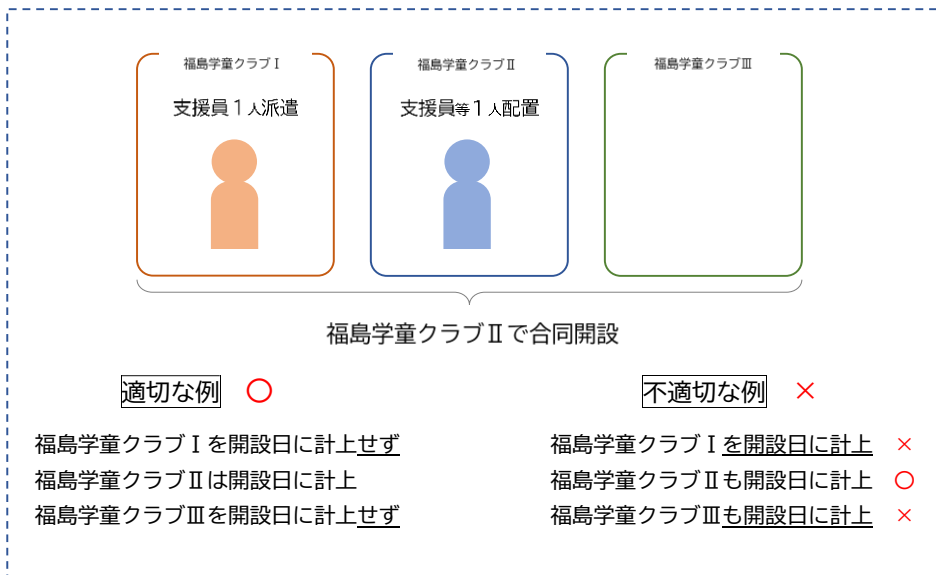 福島学童クラブⅠ
福島学童クラブⅡ
福島学童クラブⅢ
支援員１人派遣
支援員等１人配置
福島学童クラブⅡで合同開設
適切な例 〇
福島学童クラブⅠを開設日に計上せず
福島学童クラブⅡは開設日に計上
福島学童クラブⅢを開設日に計上せず
不適切な例 ×
福島学童クラブⅠを開設日に計上 ×
福島学童クラブⅡも開設日に計上 〇
福島学童クラブⅢも開設日に計上 ×